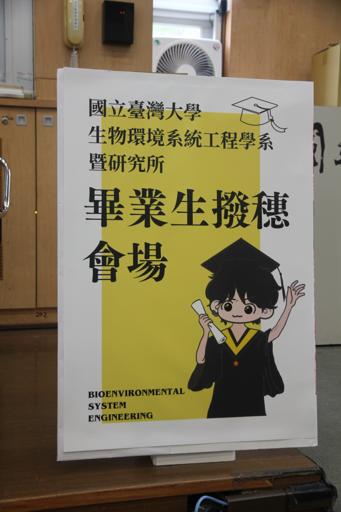 國立臺灣大學
生物環境系統工程學系
暨研究所
畢業生撥穗
會場
BIOENVIRONMENTAL
SYSTEM
ENGINEERING